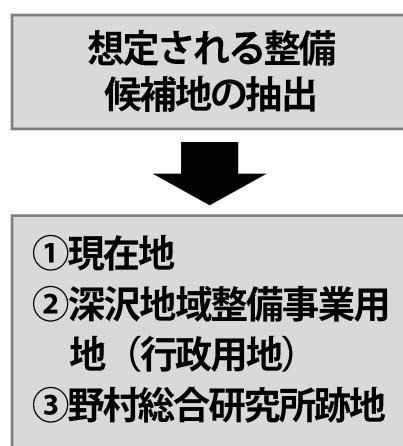 想定される整備
候補地の抽出
①現在地
②深沢地域整備事業用
地（行政用地）
③野村総合研究所跡地